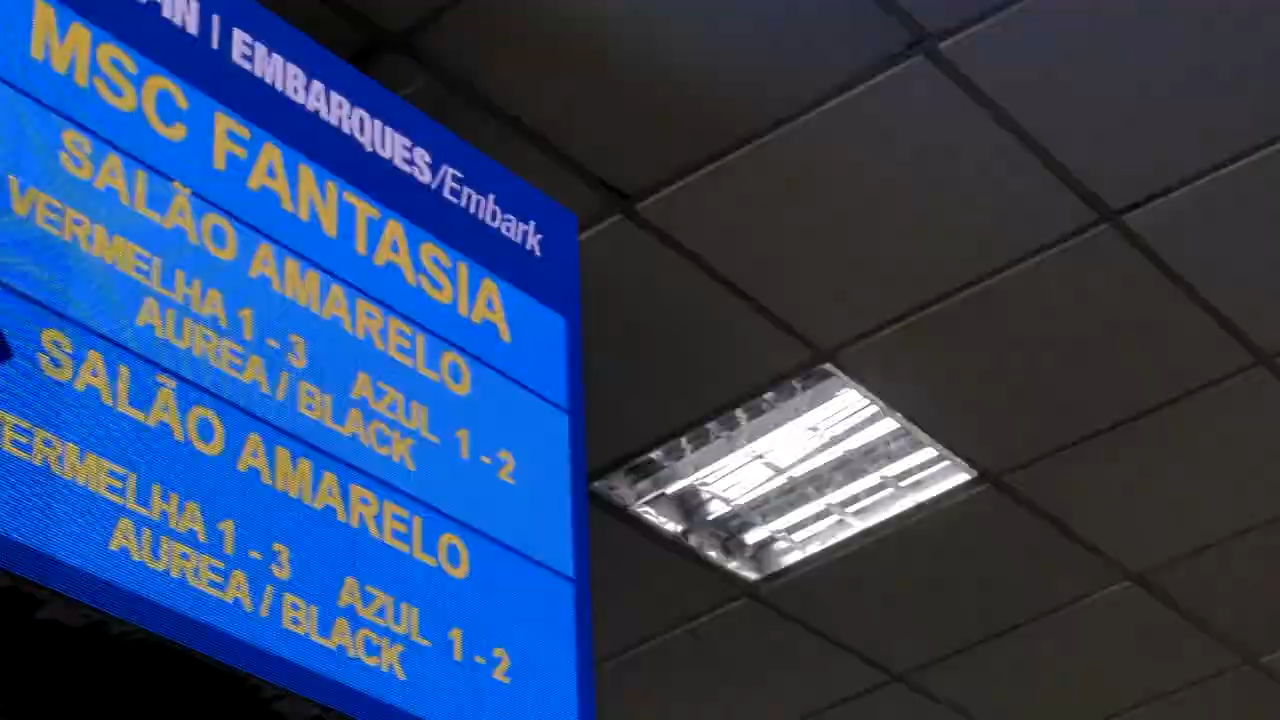 | EMBARQUES/Embark
MSC FANTASIA
SALÃO AMARELO
VERMELHA 1 - 3 AZUL 1 - 2
AUREA / BLACK
SALÃO AMARELO
VERMELHA 1 - 3 AZUL 1 - 2
AUREA / BLACK